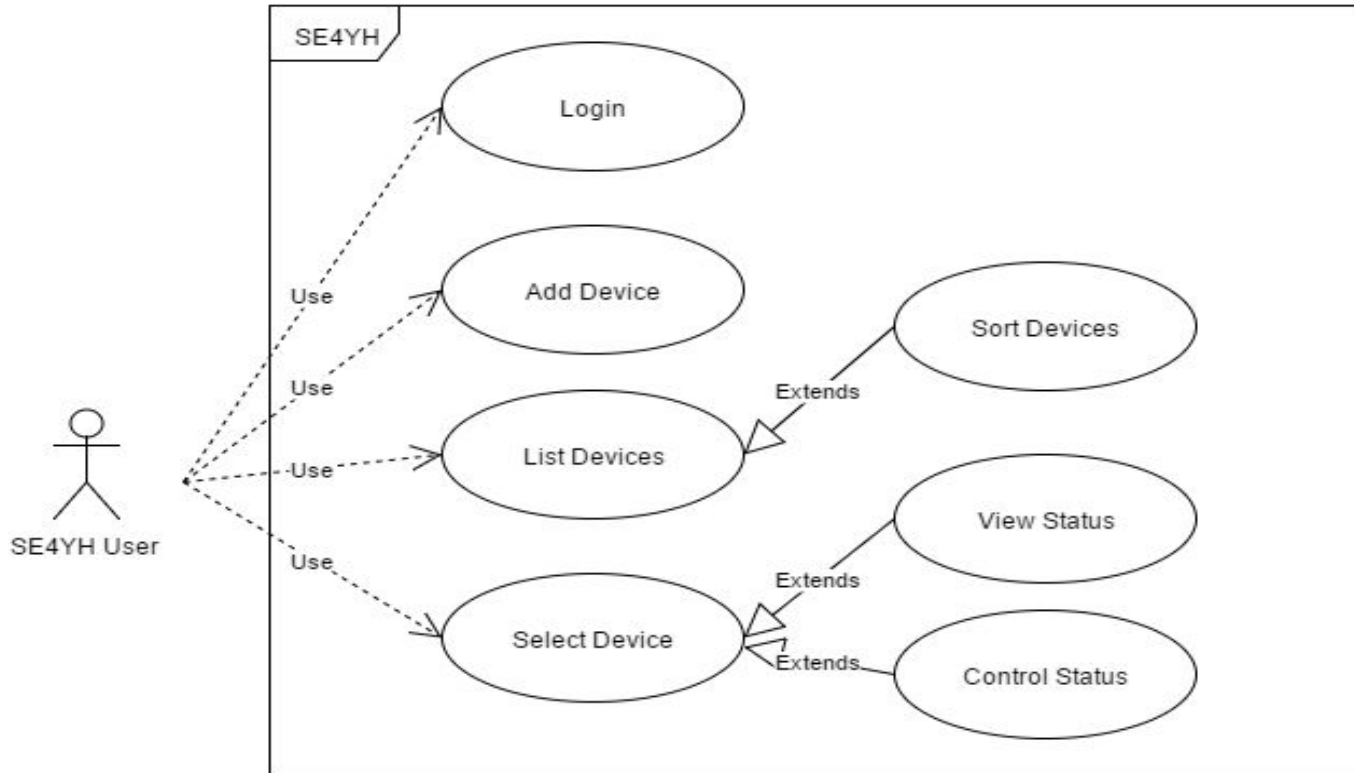 SE4YH
Login
Use
Add Device
Sort Devices
Use
Extends
Use
List Devices
View Status
SE4YH User
Use
Extends
Select Device
Extends
Control Status